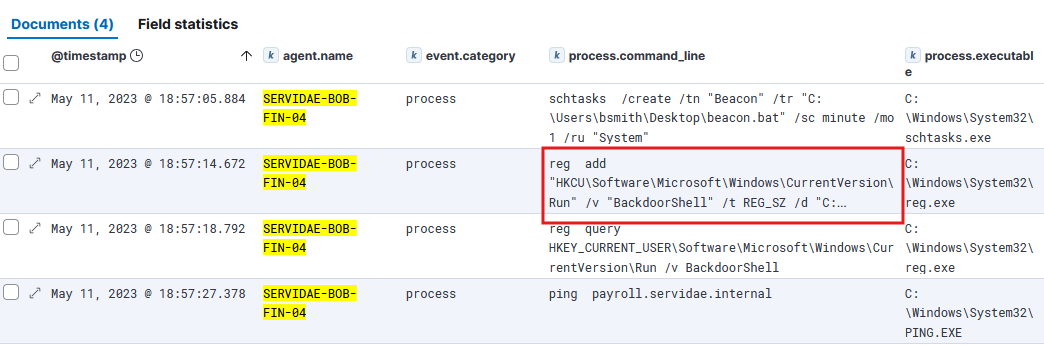 Documents (4) Field statistics
@timestamp agent.name event.category process.command_line process.executabl
e
May 11, 2023 @ 18:57:05.884 SERVIDAE-BOB- process schtasks /create /tn "Beacon" /tr "C: C:
FIN-04 \Users\bsmith\Desktop\beacon.bat" /sc minute /mo \Windows\System32\
1 /ru "System" schtasks.exe
May 11, 2023 @ 18:57:14.672 SERVIDAE-BOB- process reg add C:
FIN-04 "HKCU\Software\Microsoft\Windows\CurrentVersion\ \Windows\System32\
Run" /v "BackdoorShell" /t REG_SZ /d "C:… reg.exe
May 11, 2023 @ 18:57:18.792 SERVIDAE-BOB- process reg query C:
FIN-04 HKEY_CURRENT_USER\Software\Microsoft\Windows\Cur \Windows\System32\
rentVersion\Run /v BackdoorShell reg.exe
May 11, 2023 @ 18:57:27.378 SERVIDAE-BOB- process ping payroll.servidae.internal C:
FIN-04 \Windows\System32\
PING.EXE